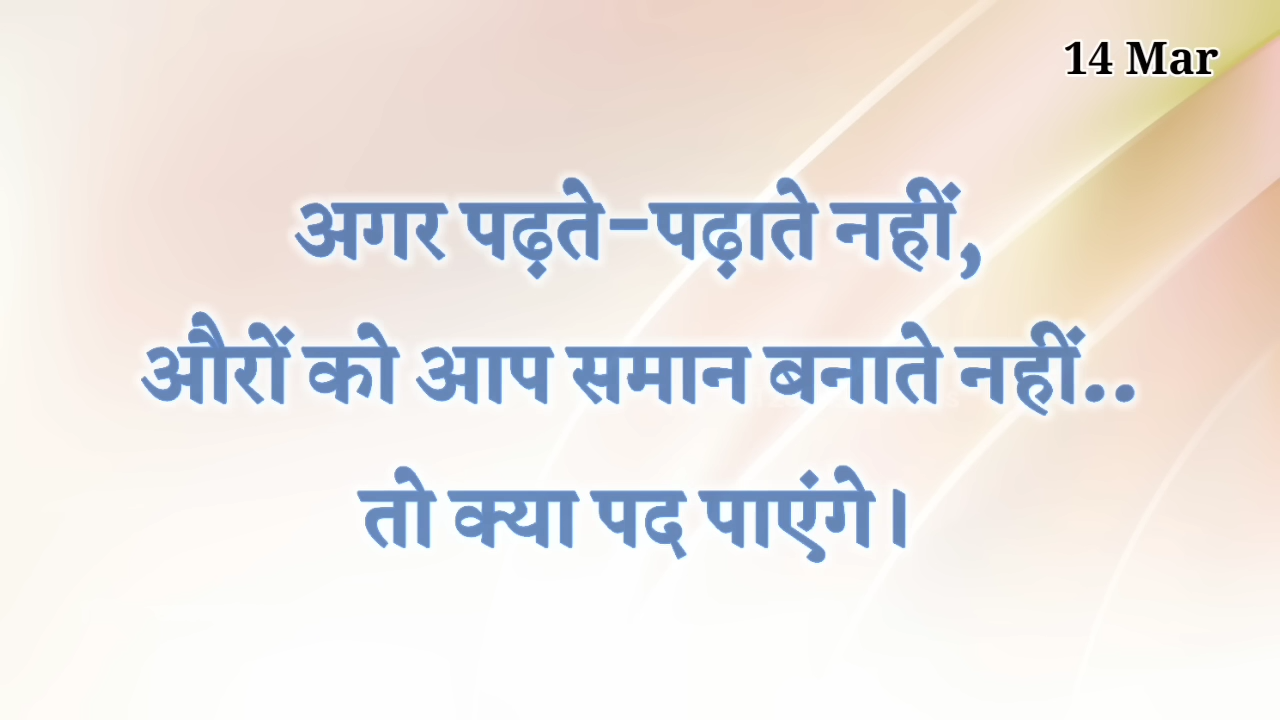 14 Mar
अगर पढ़ते-पढ़ाते नहीं,
औरों को आप समान बनाते नहीं..
तो क्या पद पाएंगे।